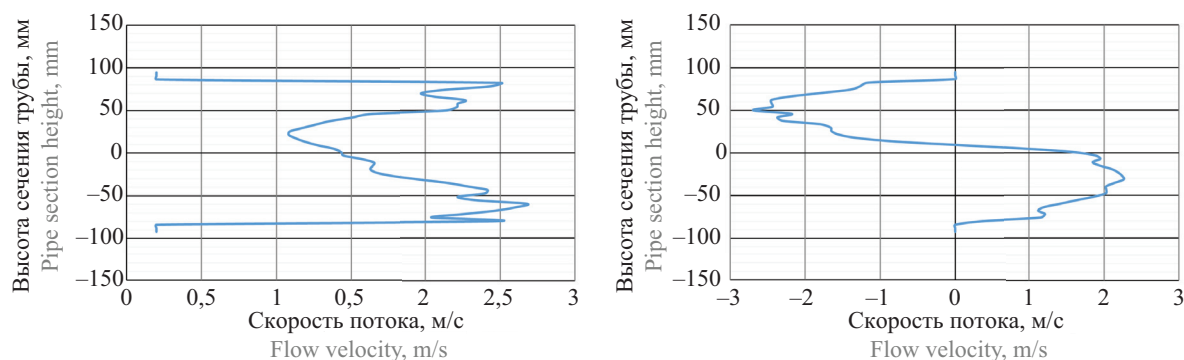 Высота сечения трубы, мм
Pipe section height, mm
150
100
50
0
–50
–100
–150
0 0,5 1 0,5 2 2,5 3
Скорость потока, м/с
Flow velocity, m/s
Высота сечения трубы, мм
Pipe section height, mm
150
100
50
0
–50
–100
–150
–3 –2 –1 0 1 2 3
Скорость потока, м/с
Flow velocity, m/s